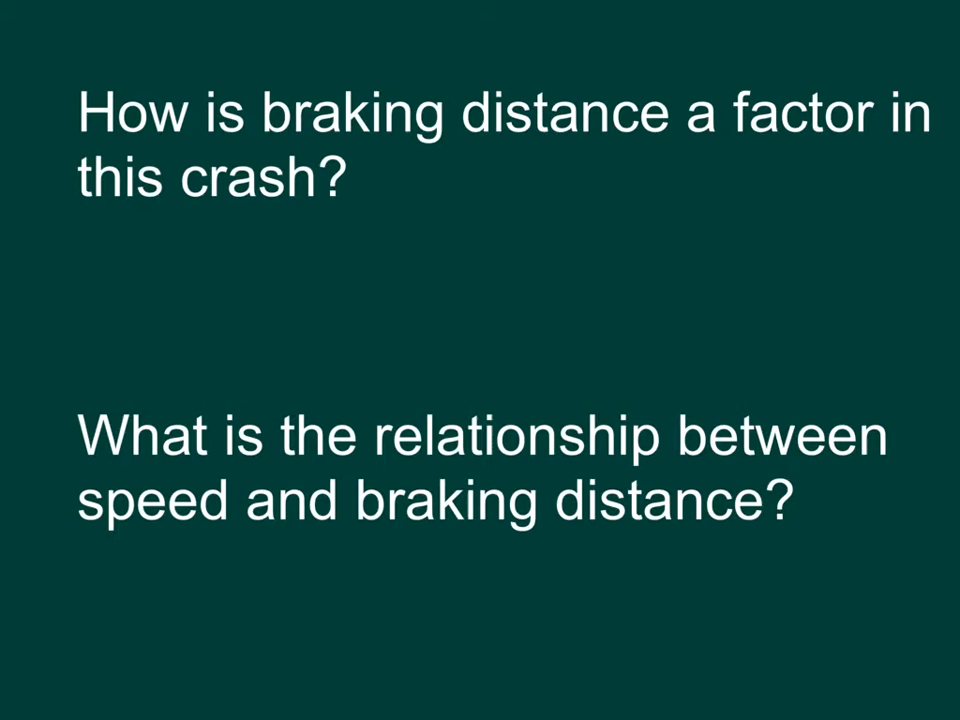 How is braking distance a factor in
this crash?
What is the relationship between
speed and braking distance?